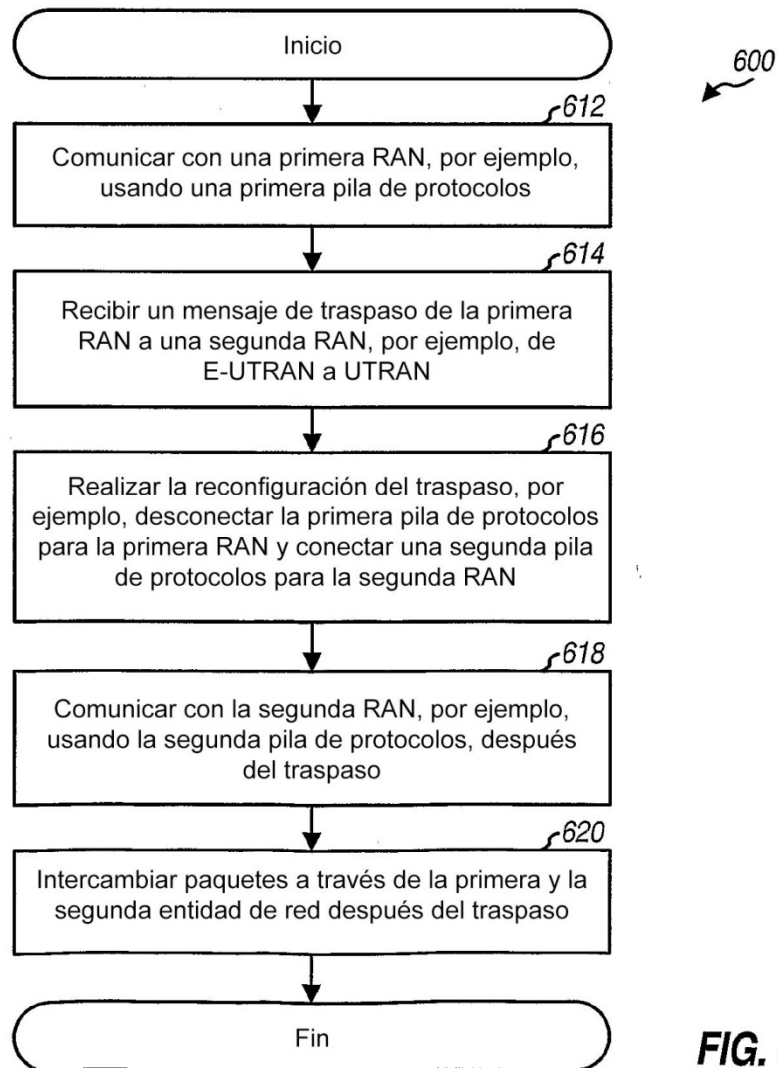 Inicio
600
612
Comunicar con una primera RAN, por ejemplo,
usando una primera pila de protocolos
614
Recibir un mensaje de traspaso de la primera
RAN a una segunda RAN, por ejemplo, de
E-UTRAN a UTRAN
616
Realizar la reconfiguración del traspaso, por
ejemplo, desconectar la primera pila de protocolos
para la primera RAN y conectar una segunda pila
de protocolos para la segunda RAN
618
Comunicar con la segunda RAN, por ejemplo,
usando la segunda pila de protocolos, después
del traspaso
620
Intercambiar paquetes a través de la primera y la
segunda entidad de red después del traspaso
Fin
FIG.